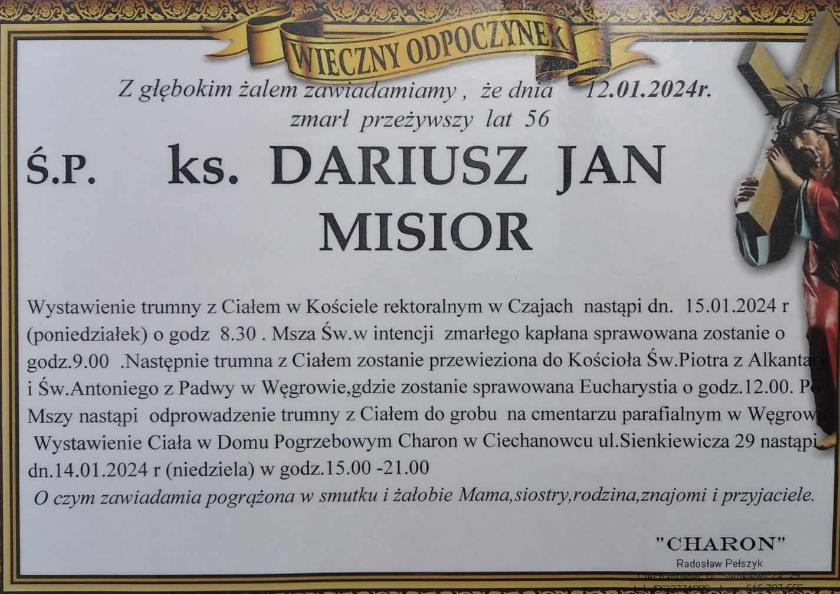 WIECZNY ODPOCZYNEK
Z głębokim żalem zawiadamiamy , że dnia 12.01.2024r.
zmarł przeżywszy lat 56
Ś.P. ks. DARIUSZ JAN
MISIOR
Wystawienie trumny z Ciałem w Kościele rektoralnym w Czajach nastąpi dn. 15.01.2024 r
(poniedziałek) o godz 8.30 . Msza Św.w intencji zmarłego kapłana sprawowana zostanie o
godz.9.00 .Następnie trumna z Ciałem zostanie przewieziona do Kościoła Św.Piotra z Alkantary
i Św.Antoniego z Padwy w Węgrowie,gdzie zostanie sprawowana Eucharystia o godz.12.00. Po
Mszy nastąpi odprowadzenie trumny z Ciałem do grobu na cmentarzu parafialnym w Węgrowie
Wystawienie Ciała w Domu Pogrzebowym Charon w Ciechanowcu ul.Sienkiewicza 29 nastąpi
dn.14.01.2024 r (niedziela) w godz.15.00 -21.00
O czym zawiadamia pogrążona w smutku i żałobie Mama,siostry,rodzina,znajomi i przyjaciele.
"CHARON"
Radosław Pełszyk
Ciechanowiec ul. Sienkiewicza 29